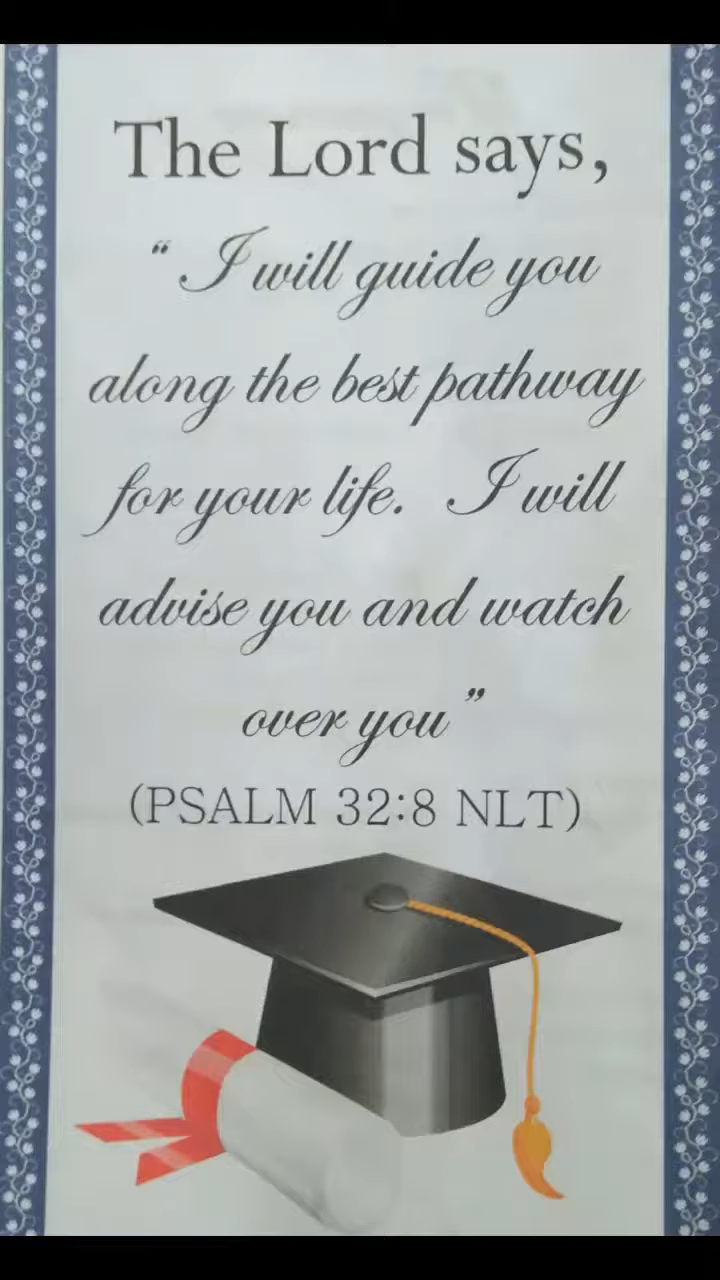 The Lord says,
“ I will guide you
along the best pathway
for your life. I will
advise you and watch
over you ”
(PSALM 32:8 NLT)